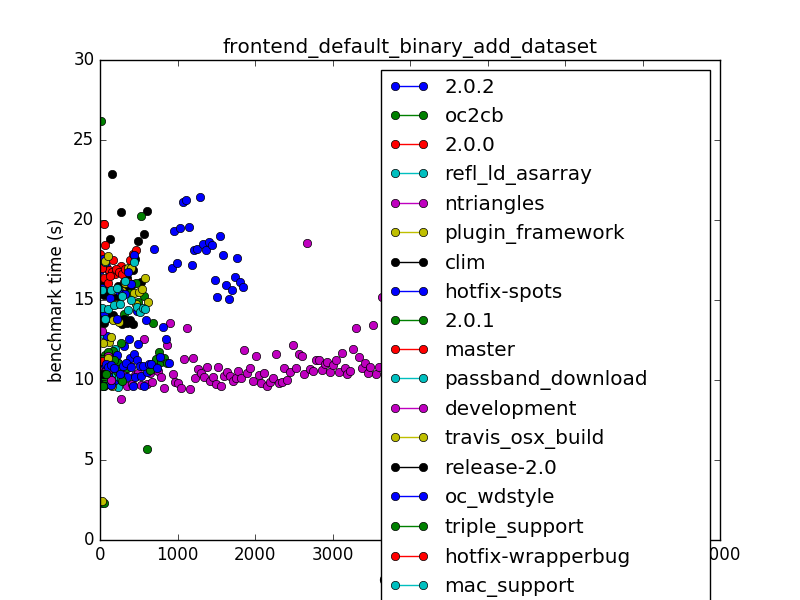 frontend_default_binary_add_dataset
30
25
20
15
10
5
0
benchmark time (s)
0
1000
2000
3000
000
2.0.2
oc2cb
2.0.0
refl_ld_asarray
ntriangles
plugin_framework
clim
hotfix-spots
2.0.1
master
passband_download
development
travis_osx_build
release-2.0
oc_wdstyle
triple_support
hotfix-wrapperbug
mac_support